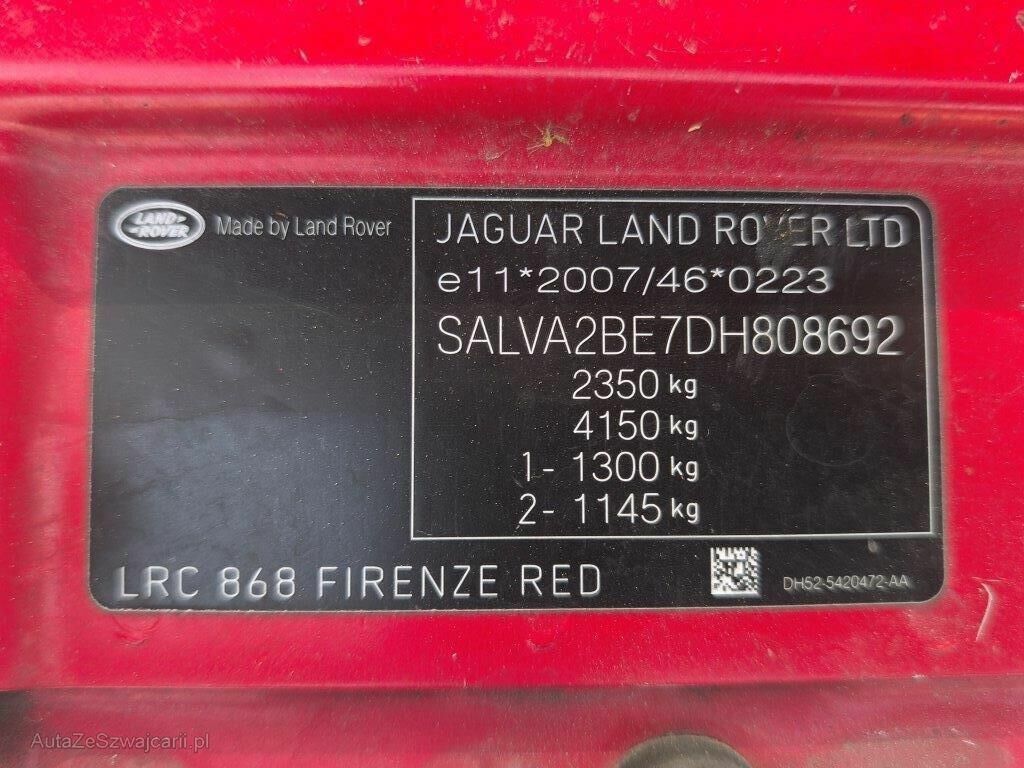 LAND ROVER
Made by Land Rover
JAGUAR LAND ROVER LTD
e11*2007/46*0223
SALVA2BE7DH808692
2350 kg
4150 kg
1- 1300 kg
2- 1145 kg
LRC 868 FIRENZE RED
DH52-5420472-AA
AutaZeSzwajcarii.pl